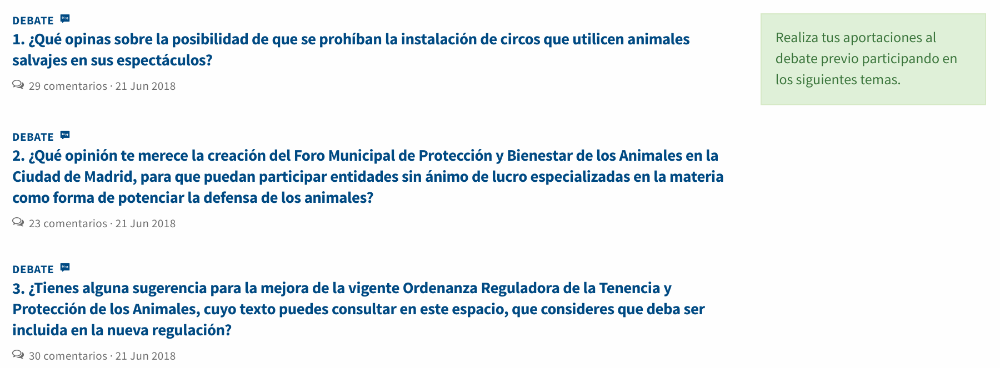 DEBATE
1. ¿Qué opinas sobre la posibilidad de que se prohíban la instalación de circos que utilicen animales
salvajes en sus espectáculos?
29 comentarios · 21 Jun 2018
DEBATE
2. ¿Qué opinión te merece la creación del Foro Municipal de Protección y Bienestar de los Animales en la
Ciudad de Madrid, para que puedan participar entidades sin ánimo de lucro especializadas en la materia
como forma de potenciar la defensa de los animales?
23 comentarios · 21 Jun 2018
DEBATE
3. ¿Tienes alguna sugerencia para la mejora de la vigente Ordenanza Reguladora de la Tenencia y
Protección de los Animales, cuyo texto puedes consultar en este espacio, que consideres que deba ser
incluida en la nueva regulación?
30 comentarios · 21 Jun 2018
Realiza tus aportaciones al
debate previo participando en
los siguientes temas.